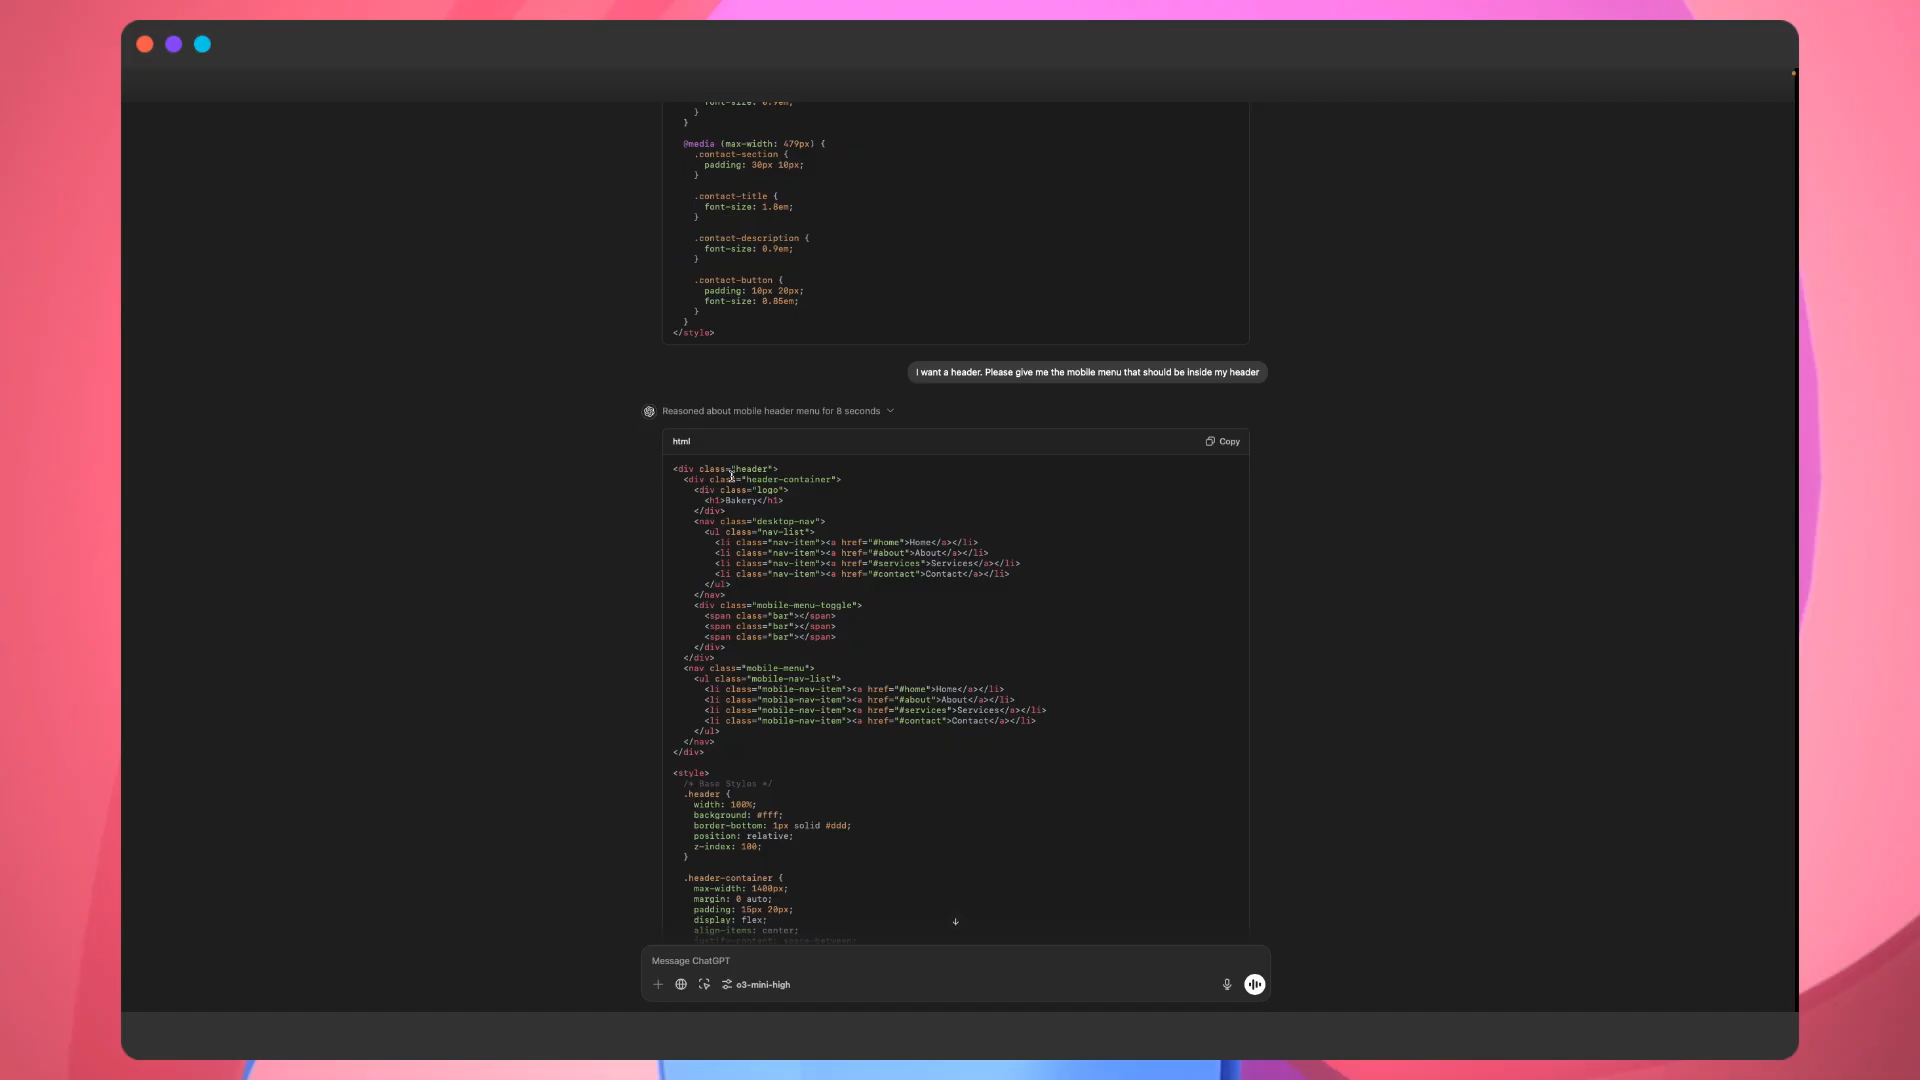 font-size: 0.9em;
}
}
@media (max-width: 479px) {
.contact-section {
padding: 30px 10px;
}
.contact-title {
font-size: 1.8em;
}
.contact-description {
font-size: 0.9em;
}
.contact-button {
padding: 10px 20px;
font-size: 0.85em;
}
}
</style>
I want a header. Please give me the mobile menu that should be inside my header
Reasoned about mobile header menu for 8 seconds
html
Copy
<div class="header">
<div class="header-container">
<div class="logo">
<h1>Bakery</h1>
</div>
<nav class="desktop-nav">
<ul class="nav-list">
<li class="nav-item"><a href="#home">Home</a></li>
<li class="nav-item"><a href="#about">About</a></li>
<li class="nav-item"><a href="#services">Services</a></li>
<li class="nav-item"><a href="#contact">Contact</a></li>
</ul>
</nav>
<div class="mobile-menu-toggle">
<span class="bar"></span>
<span class="bar"></span>
<span class="bar"></span>
</div>
</div>
<nav class="mobile-menu">
<ul class="mobile-nav-list">
<li class="mobile-nav-item"><a href="#home">Home</a></li>
<li class="mobile-nav-item"><a href="#about">About</a></li>
<li class="mobile-nav-item"><a href="#services">Services</a></li>
<li class="mobile-nav-item"><a href="#contact">Contact</a></li>
</ul>
</nav>
</div>
<style>
/* Base Styles */
.header {
width: 100%;
background: #fff;
border-bottom: 1px solid #ddd;
position: relative;
z-index: 100;
}
.header-container {
max-width: 1400px;
margin: 0 auto;
padding: 15px 20px;
display: flex;
align-items: center;
justify-content: space-between;
Message ChatGPT
o3-mini-high